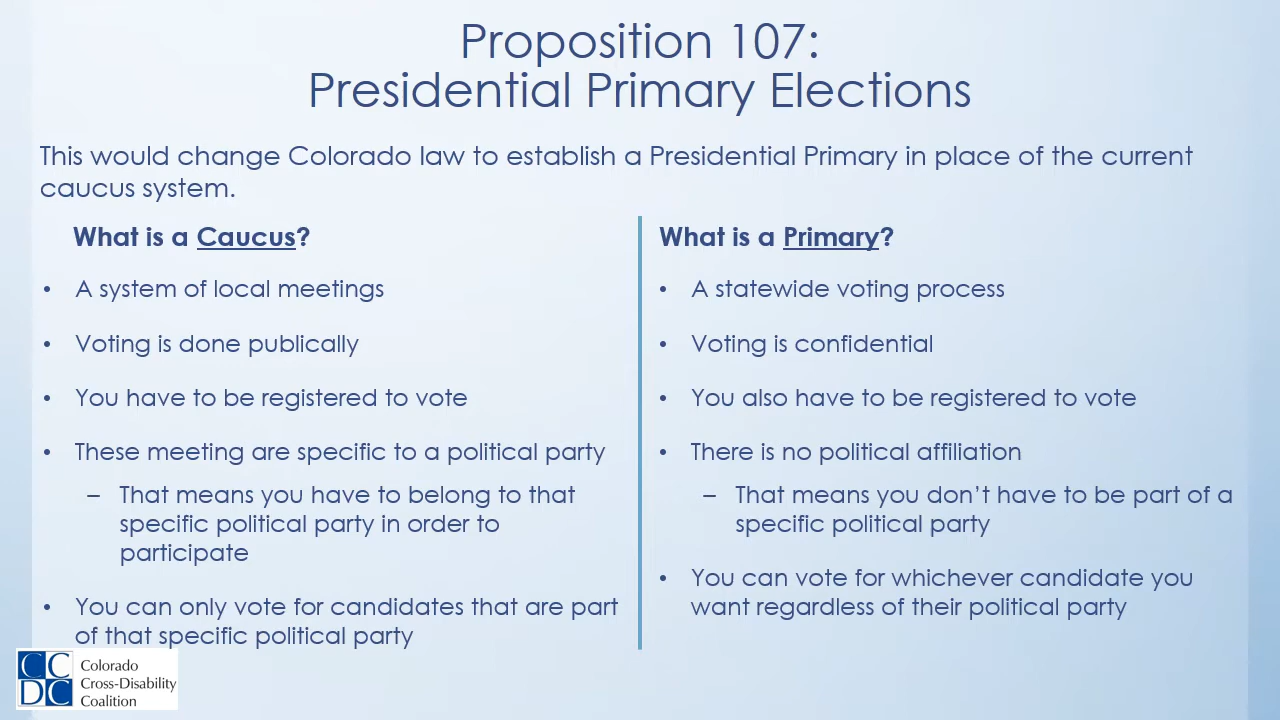 Proposition 107:
Presidential Primary Elections
This would change Colorado law to establish a Presidential Primary in place of the current
caucus system.
What is a Caucus?
• A system of local meetings
• Voting is done publically
• You have to be registered to vote
• These meeting are specific to a political party
– That means you have to belong to that
specific political party in order to
participate
• You can only vote for candidates that are part
of that specific political party
What is a Primary?
• A statewide voting process
• Voting is confidential
• You also have to be registered to vote
• There is no political affiliation
– That means you don't have to be part of a
specific political party
• You can vote for whichever candidate you
want regardless of their political party
CC
DC
Colorado
Cross-Disability
Coalition